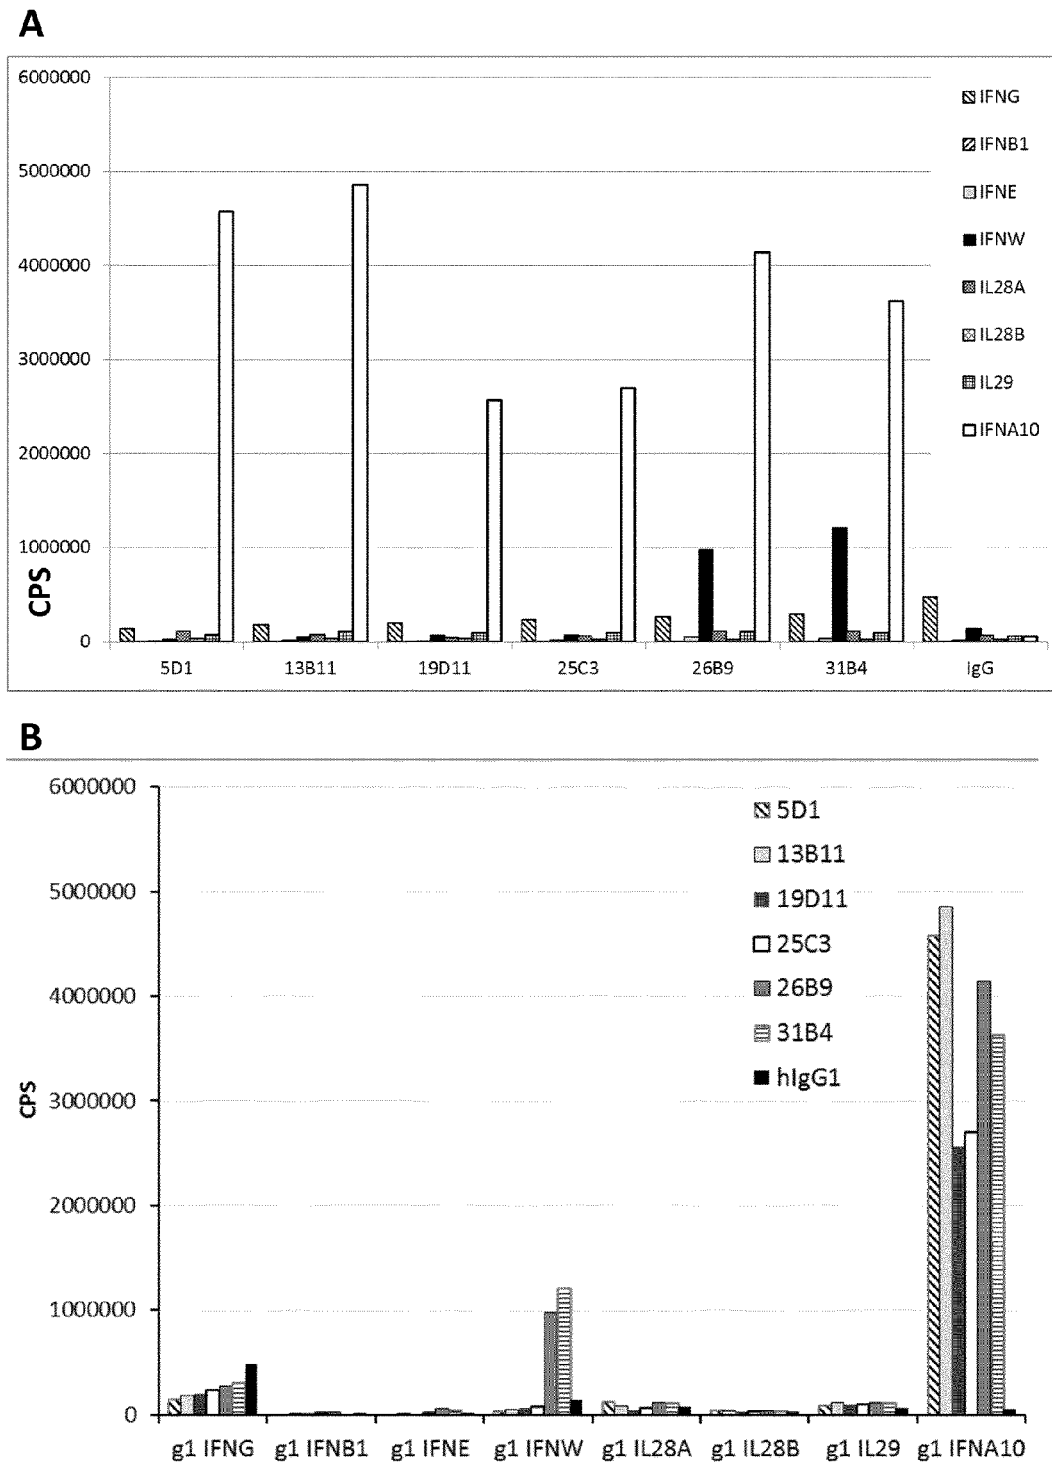 A
6000000
5000000
4000000
3000000
2000000
1000000
0
CPS
5D1 13B11 19D11 25C3 26B9 31B4 IgG
IFNG
IFNB1
IFNE
IFNW
IL28A
IL28B
IL29
IFNA10
B
6000000
5000000
4000000
3000000
2000000
1000000
0
CPS
5D1
13B11
19D11
25C3
26B9
31B4
hIgG1
g1 IFNG g1 IFNB1 g1 IFNE g1 IFNW g1 IL28A g1 IL28B g1 IL29 g1 IFNA10